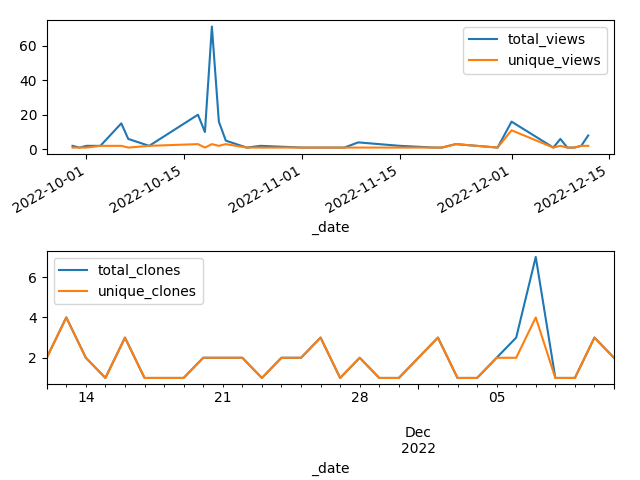 total_views
unique_views
60
40
20
0
2022-10-01
2022-10-15
2022-11-01
2022-11-15
2022-12-01
2022-12-15
_date
total_clones
unique_clones
6
4
2
14
21
28
05
Dec
2022
_date